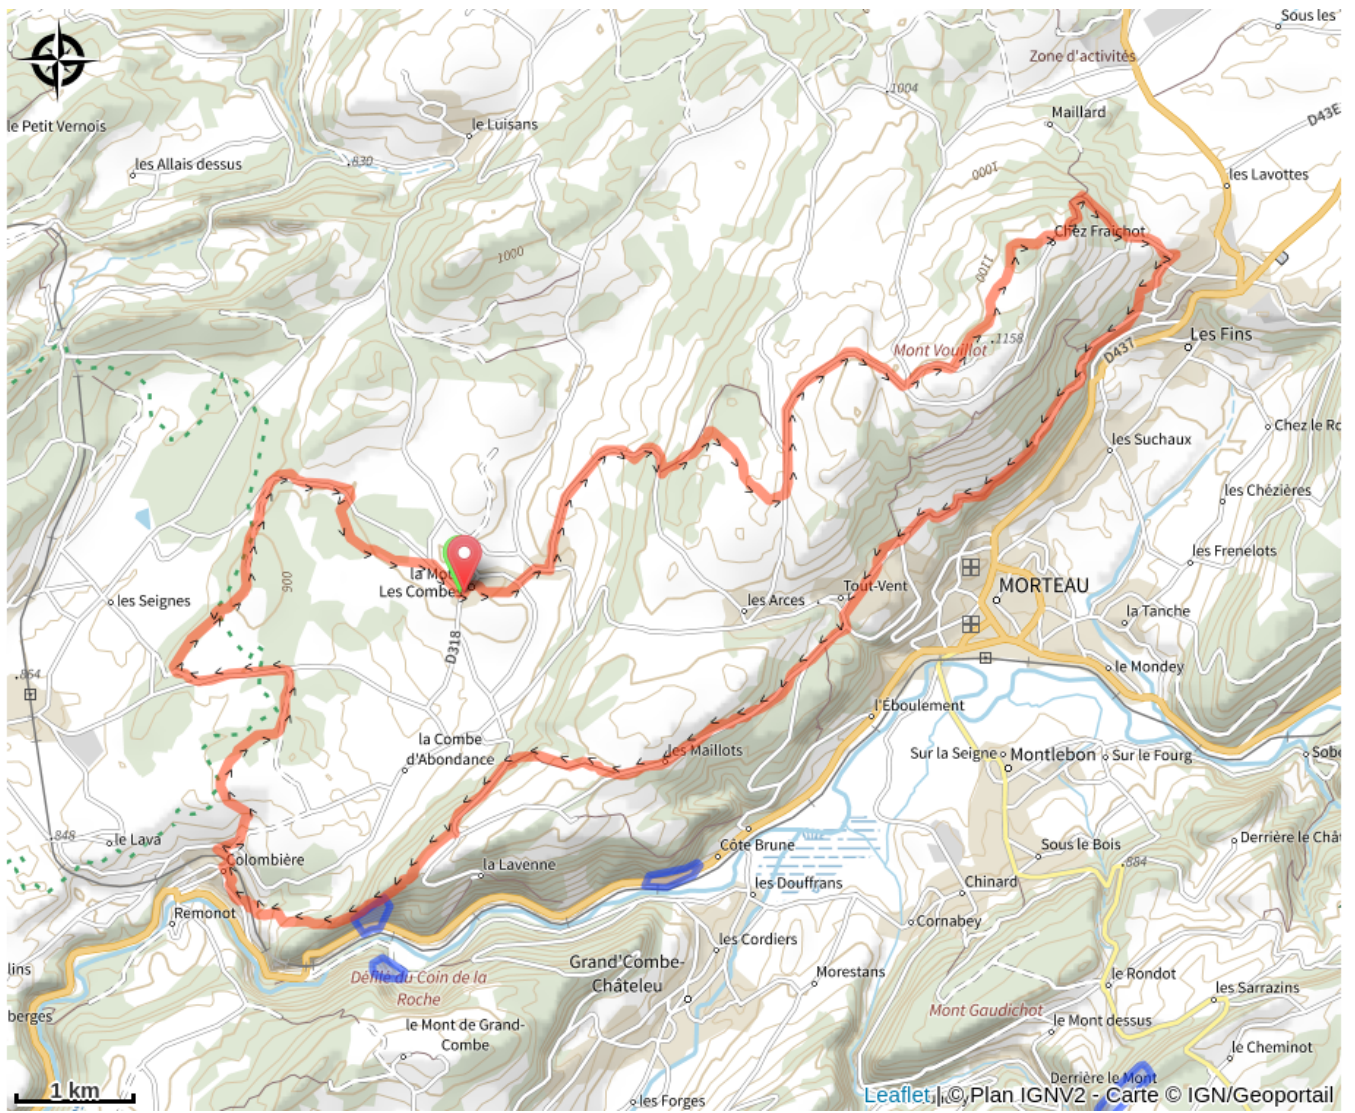 Sous les
Zone d'activités
1004
Maillard
D43E
le Petit Vernois
le Luisans
les Allais dessus
830
1000
les Lavottes
Chez Fraichot
1000
1100
Mont Vouillot
1158
D437
Les Fins
les Suchaux
Chez le Ro
les Chézières
les Frenelots
la Mot
Les Combe
900
les Seignes
les Arces
Tout-Vent
MORTEAU
la Tanche
D318
864
le Mondey
l'Éboulement
la Combe
d'Abondance
les Maillots
Sur la Seigne
Montlebon
Sur le Fourg
Sobe
848
le Lava
Colombière
la Lavenne
Côte Brune
Sous le Bois
884
Derrière le Chât
les Douffrans
Chinard
Remonot
Cornabey
les Cordiers
lins
Défilé du Coin de la
Roche
Grand'Combe-
Châteleu
Morestans
le Rondot
les Sarrazins
berges
Mont Gaudichot
le Mont dessus
le Mont de Grand-
Combe
le Cheminot
Derrière le Mont
1 km
les Forges
Leaflet | © Plan IGNV2 - Carte © IGN/Geoportail